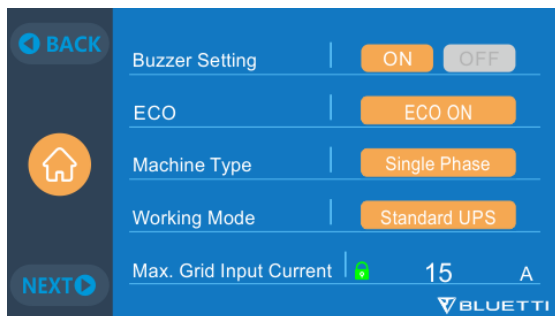 BACK
Buzzer Setting ON OFF
ECO ECO ON
Machine Type Single Phase
Working Mode Standard UPS
Max. Grid Input Current 15 A
NEXT
BLUETTI